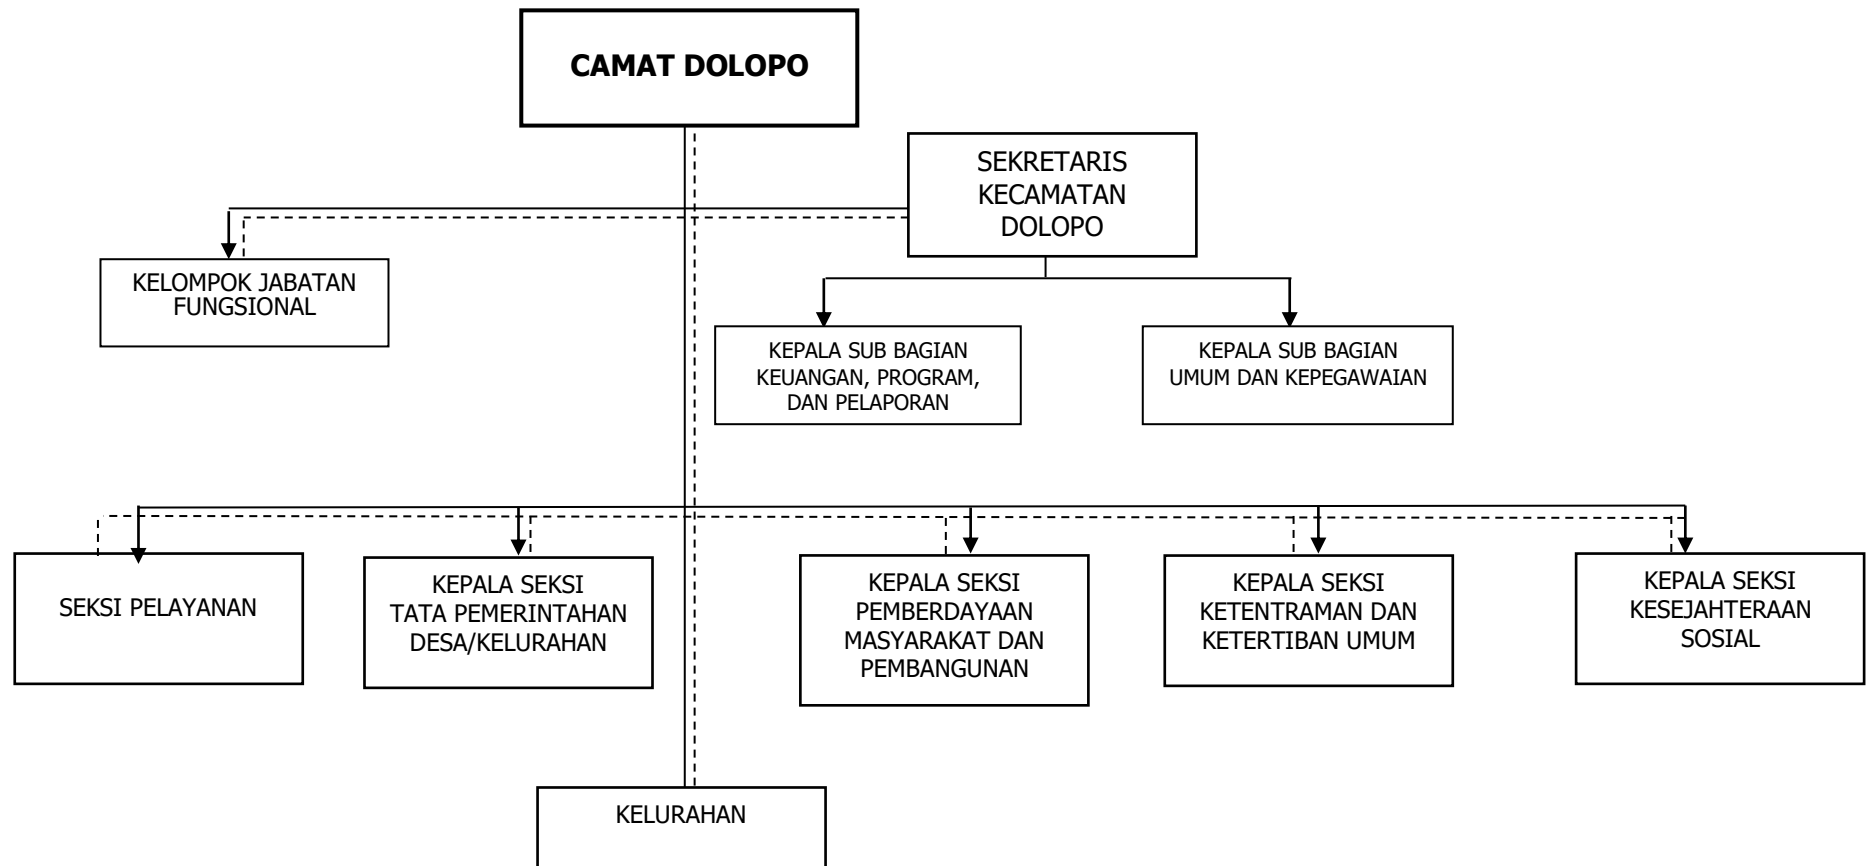 CAMAT DOLOPO
SEKRETARIS
KECAMATAN
DOLOPO
KELOMPOK JABATAN
FUNGSIONAL
KEPALA SUB BAGIAN
KEUANGAN, PROGRAM,
DAN PELAPORAN
KEPALA SUB BAGIAN
UMUM DAN KEPEGAWAIAN
SEKSI PELAYANAN
KEPALA SEKSI
TATA PEMERINTAHAN
DESA/KELURAHAN
KEPALA SEKSI
PEMBERDAYAAN
MASYARAKAT DAN
PEMBANGUNAN
KEPALA SEKSI
KETENTRAMAN DAN
KETERTIBAN UMUM
KEPALA SEKSI
KESEJAHTERAAN
SOSIAL
KELURAHAN